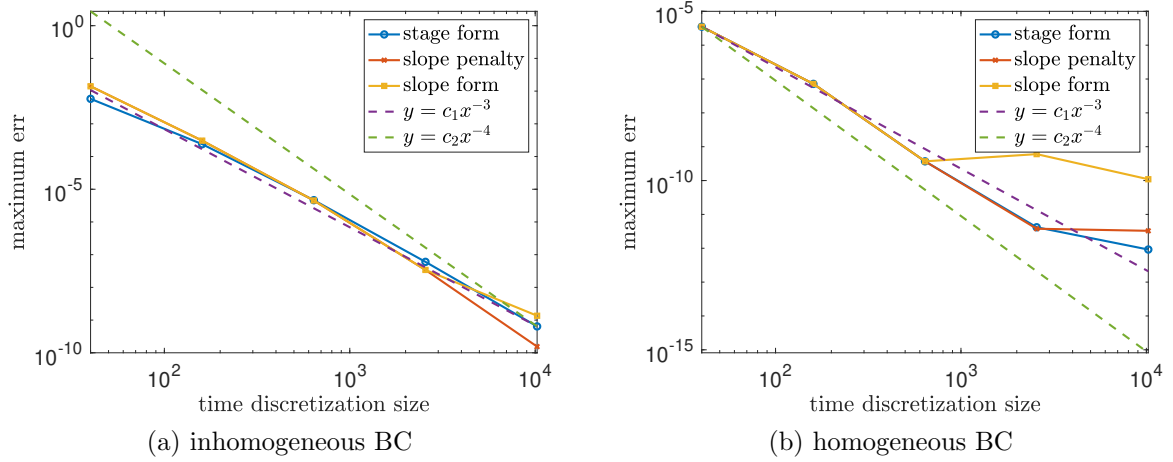 10^0
10^-5
10^-10
maximum err
stage form
slope penalty
slope form
y = c_1x^-3
y = c_2x^-4
10^2
10^3
10^4
time discretization size
(a) inhomogeneous BC
10^-5
10^-10
10^-15
maximum err
stage form
slope penalty
slope form
y = c_1x^-3
y = c_2x^-4
10^2
10^3
10^4
time discretization size
(b) homogeneous BC